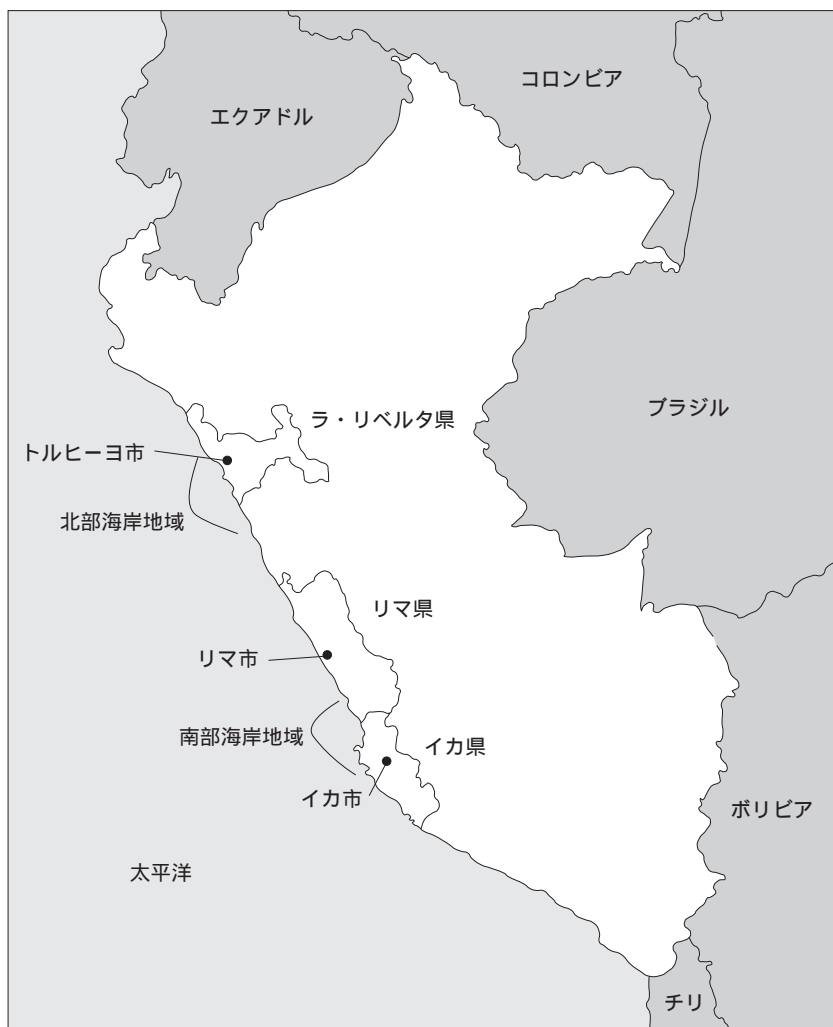 コロンビア
エクアドル
ブラジル
ラ・リベルタ県
トルヒーヨ市
北部海岸地域
リマ県
リマ市
南部海岸地域
イカ県
イカ市
ボリビア
太平洋
チリ